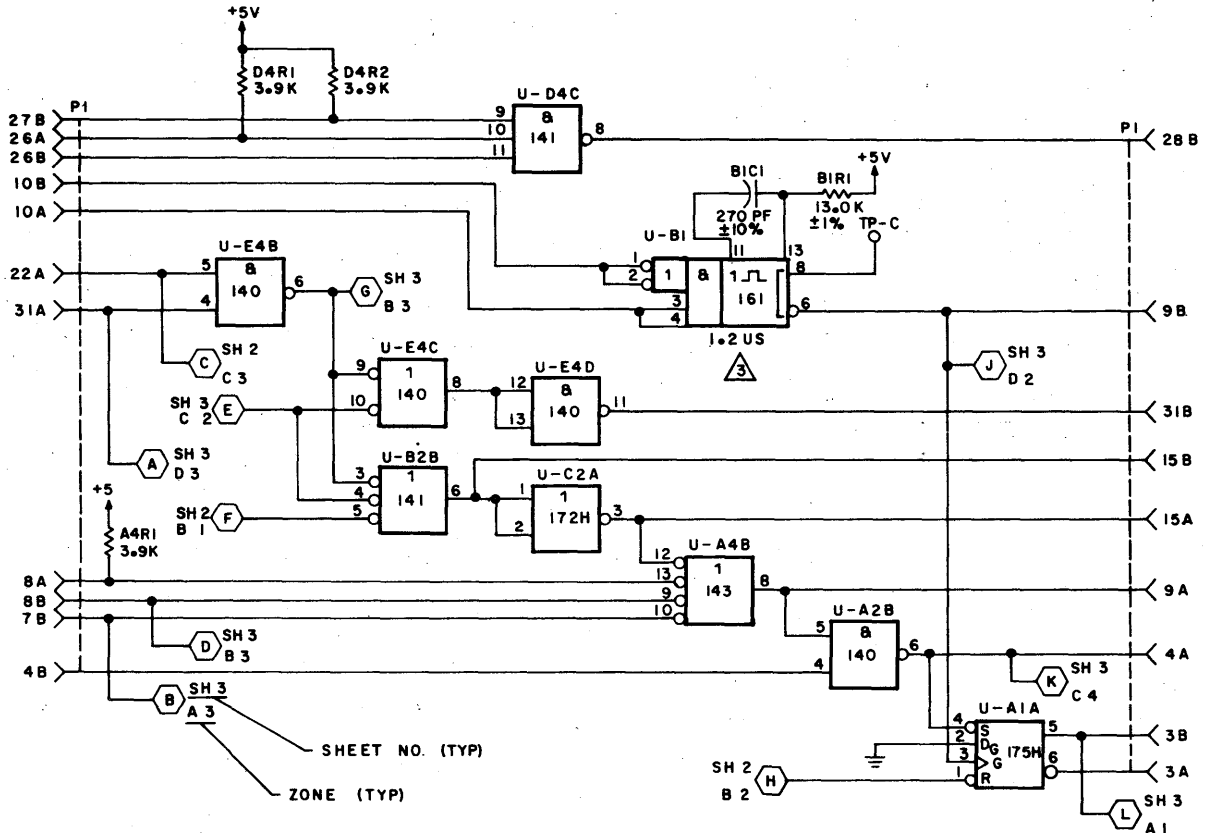 +5V
D4R1
3.9K
D4R2
3.9K
P1
U-D4C
27B
26A
26B
9
10
11
&
141
8
P1
28B
10B
10A
+5V
B1C1
270 PF
±10%
B1R1
13.0K
±1%
TP-C
U-B1
11
13
1
2
1
&
1
8
3
4
161
6
1.2 US
3
9B
J
SH 3
D 2
U-E4B
22A
31A
5
4
&
140
6
G
SH 3
B 3
C
SH 2
C 3
U-E4C
9
10
1
140
8
U-E4D
12
13
&
140
11
31B
SH 3
C 2
E
A
SH 3
D 3
U-B2B
3
4
5
1
141
6
15B
U-C2A
1
2
1
172H
3
15A
SH 2
B 1
F
+5
A4R1
3.9K
U-A4B
8A
8B
7B
12
13
9
10
1
143
8
9A
D
SH 3
B 3
U-A2B
5
4
&
140
6
4A
4B
K
SH 3
C 4
B
SH 3
A 3
SHEET NO. (TYP)
ZONE (TYP)
U-A1A
4
2
3
1
S
D
G
G
R
175H
5
6
3B
3A
SH 2
B 2
H
L
SH 3
A 1